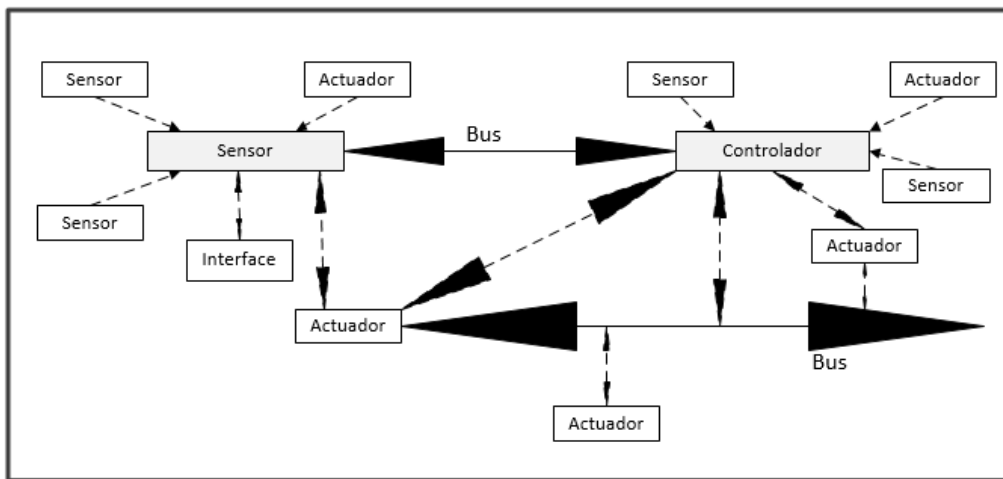 Sensor
Actuador
Sensor
Actuador
Bus
Sensor
Controlador
Sensor
Sensor
Actuador
Interface
Actuador
Bus
Actuador